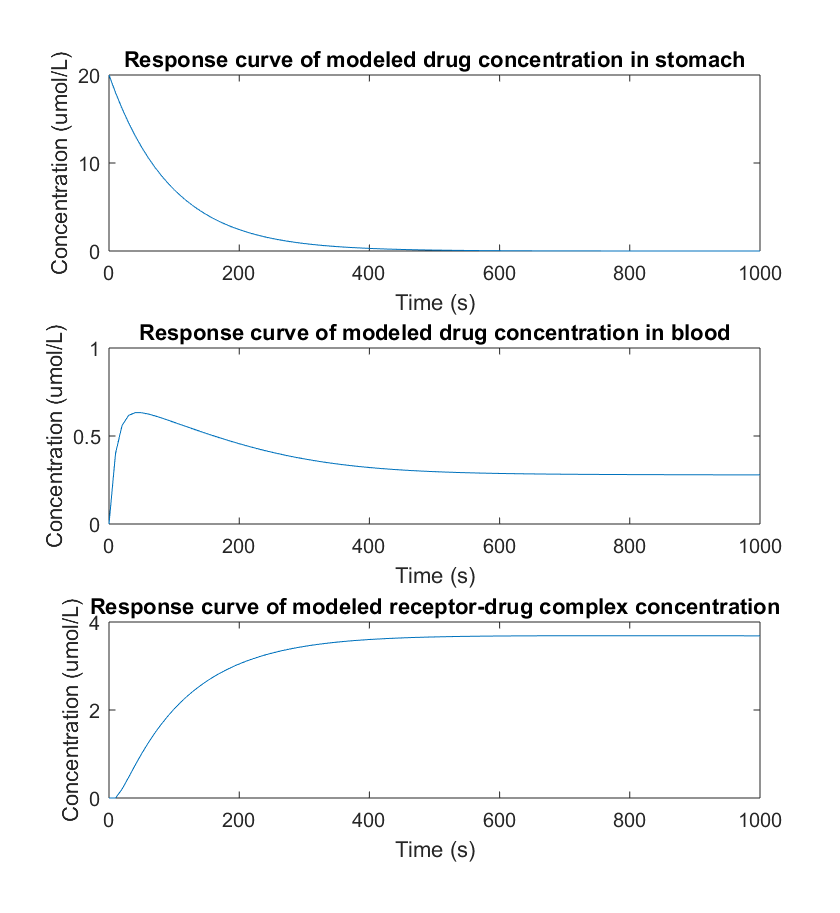 Response curve of modeled drug concentration in stomach
Concentration (umol/L)
20
10
0
0 200 400 600 800 1000
Time (s)
Response curve of modeled drug concentration in blood
Concentration (umol/L)
1
0.5
0
0 200 400 600 800 1000
Time (s)
Response curve of modeled receptor-drug complex concentration
Concentration (umol/L)
4
2
0
0 200 400 600 800 1000
Time (s)